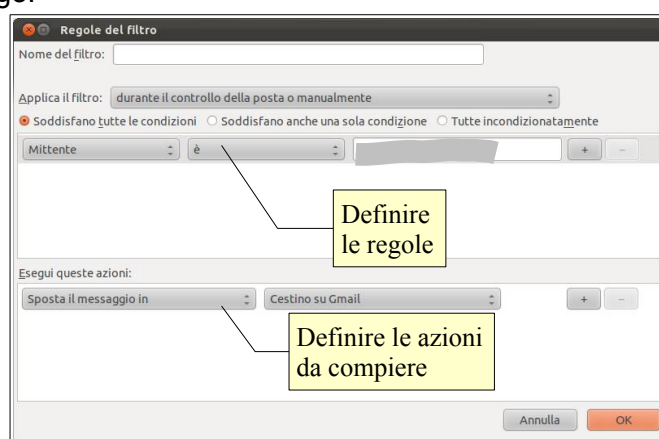 Regole del filtro
Nome del filtro:
Applica il filtro: durante il controllo della posta o manualmente
Soddisfano tutte le condizioni Soddisfano anche una sola condizione Tutte incondizionatamente
Mittente è + -
Definire
le regole
Esegui queste azioni:
Sposta il messaggio in Cestino su Gmail + -
Definire le azioni
da compiere
Annulla OK